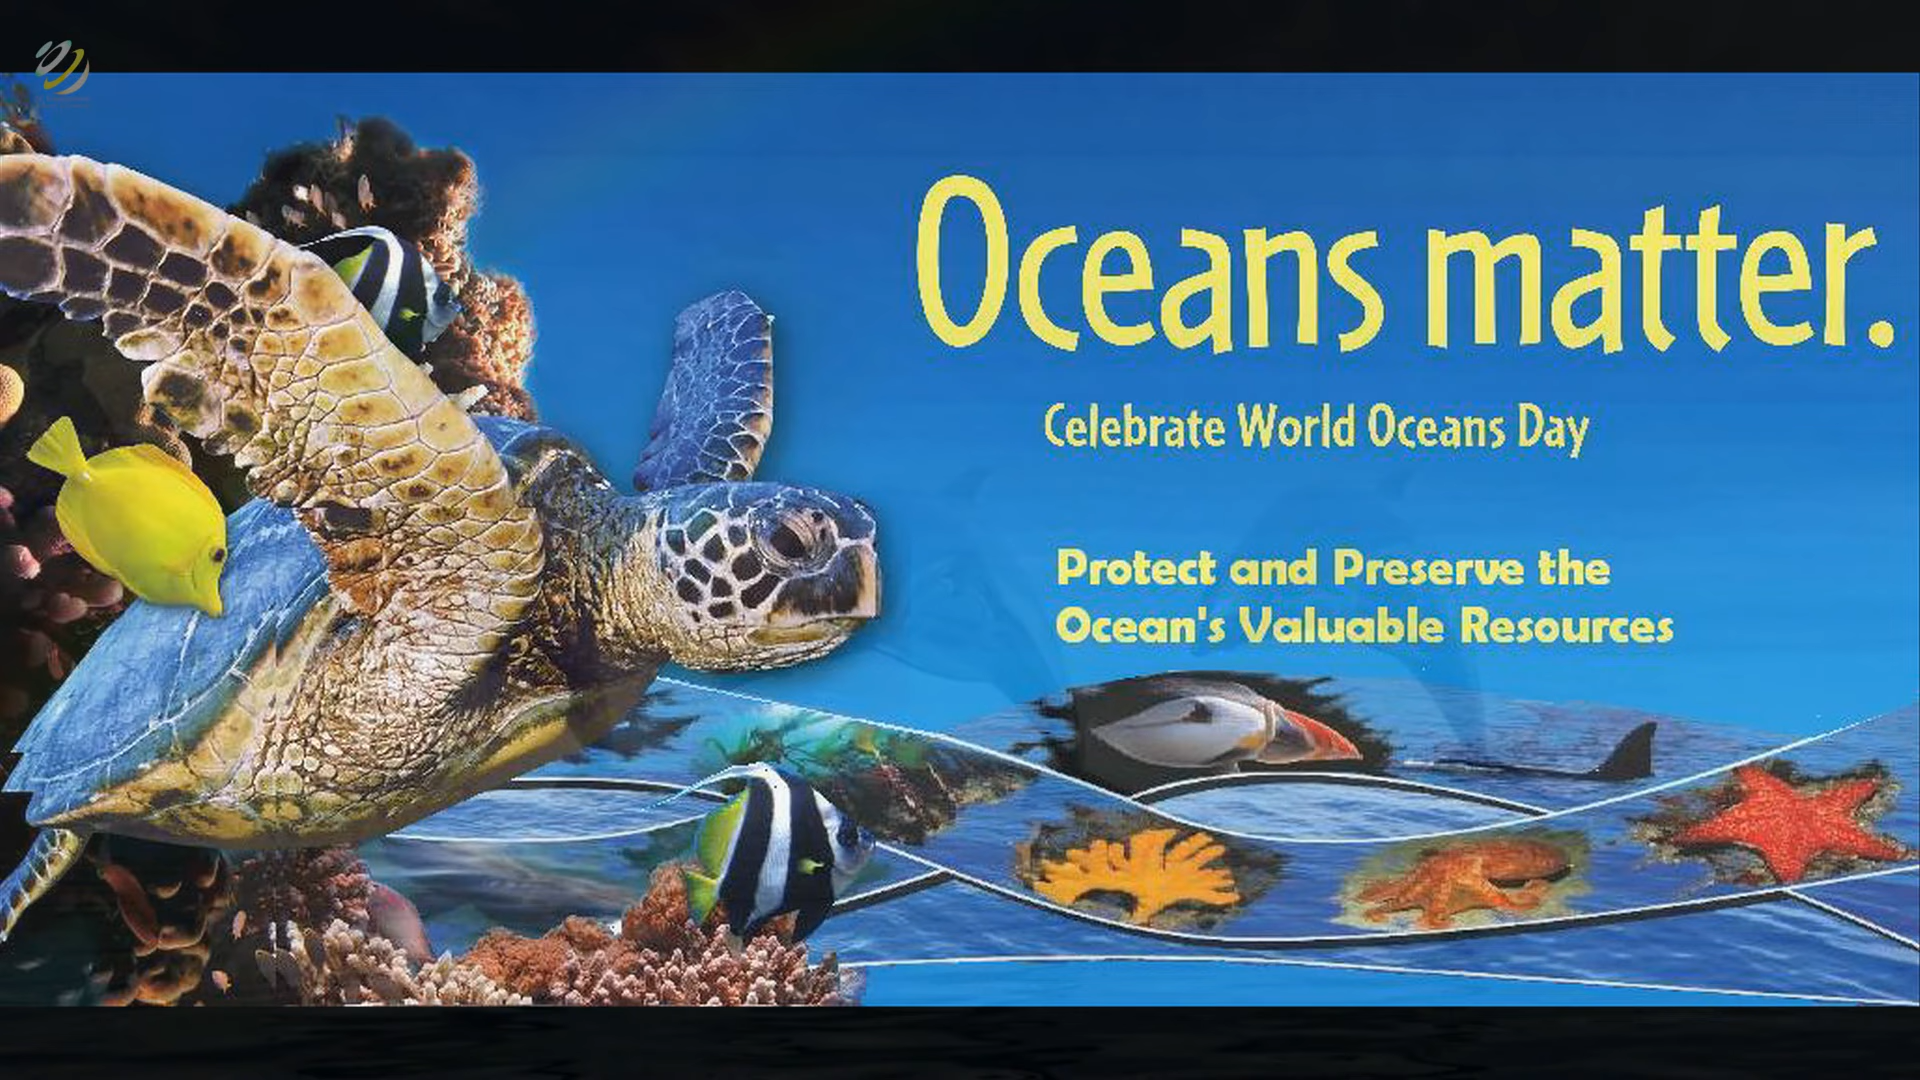 Oceans matter.
Celebrate World Oceans Day
Protect and Preserve the
Ocean's Valuable Resources